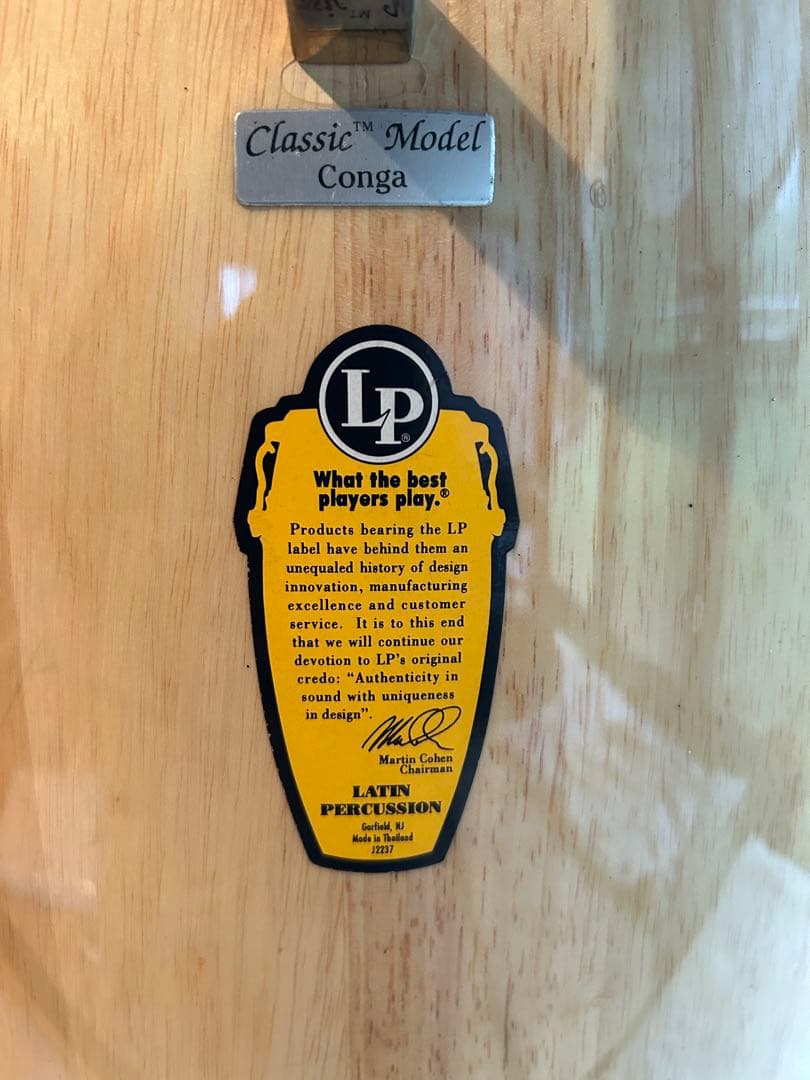 Classic™ Model
Conga
LP®
What the best
players play.®
Products bearing the LP
label have behind them an
unequaled history of design
innovation, manufacturing
excellence and customer
service. It is to this end
that we will continue our
devotion to LP's original
credo: "Authenticity in
sound with uniqueness
in design".
Martin Cohen
Chairman
LATIN
PERCUSSION
Garfield, NJ
Made in Thailand
J2237